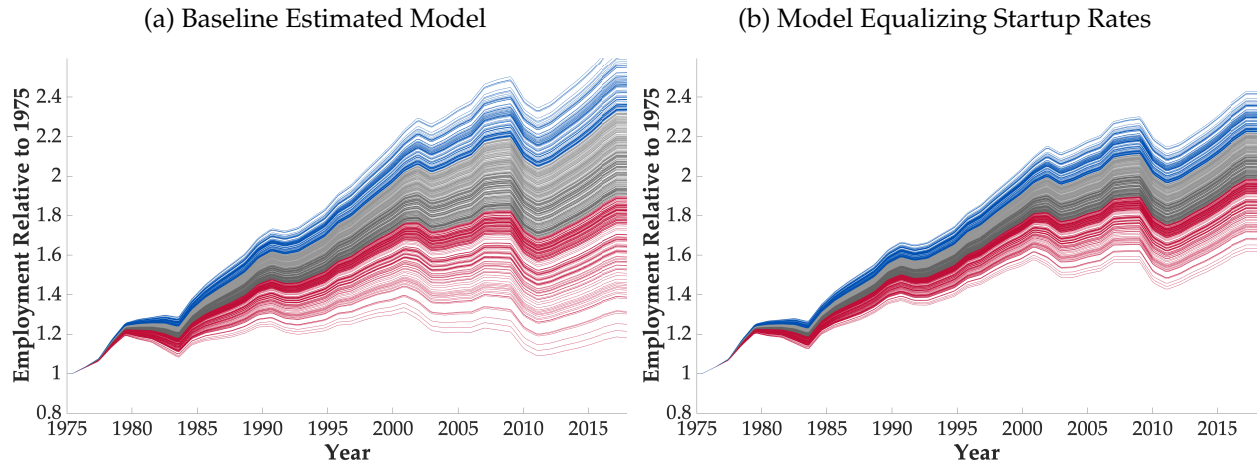 (a) Baseline Estimated Model
Employment Relative to 1975
2.4
2.2
2
1.8
1.6
1.4
1.2
1
0.8
1975 1980 1985 1990 1995 2000 2005 2010 2015
Year
(b) Model Equalizing Startup Rates
Employment Relative to 1975
2.4
2.2
2
1.8
1.6
1.4
1.2
1
0.8
1975 1980 1985 1990 1995 2000 2005 2010 2015
Year